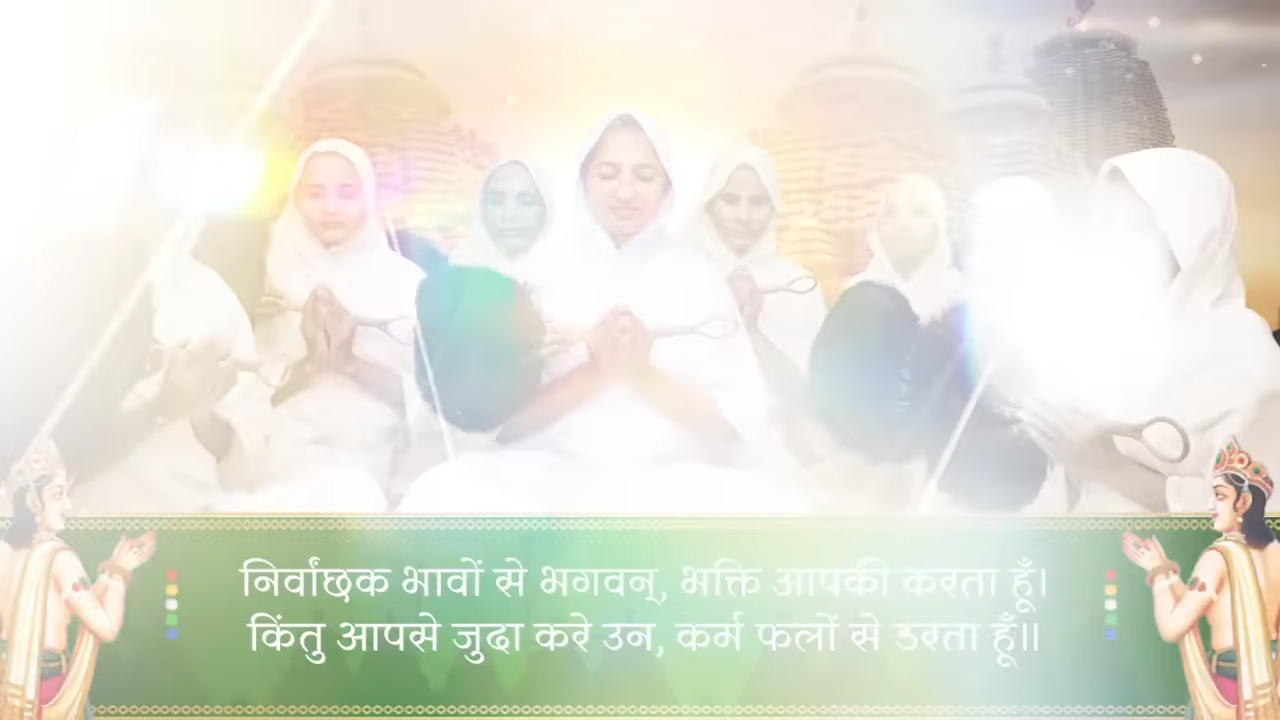 निर्वांछक भावों से भगवन्, भक्ति आपकी करता हूँ।
किंतु आपसे जुदा करे उन, कर्म फलों से डरता हूँ॥